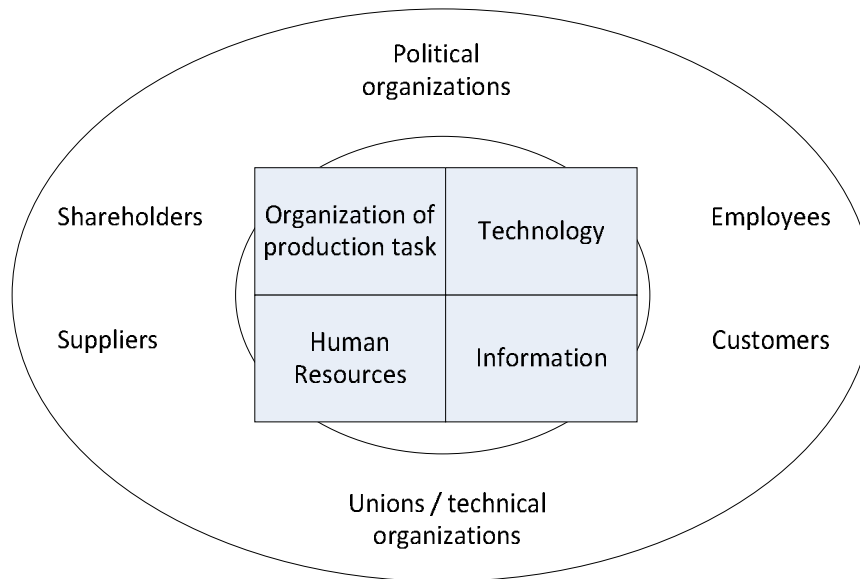 Political
organizations
Shareholders
Organization of
production task
Technology
Employees
Suppliers
Human
Resources
Information
Customers
Unions / technical
organizations